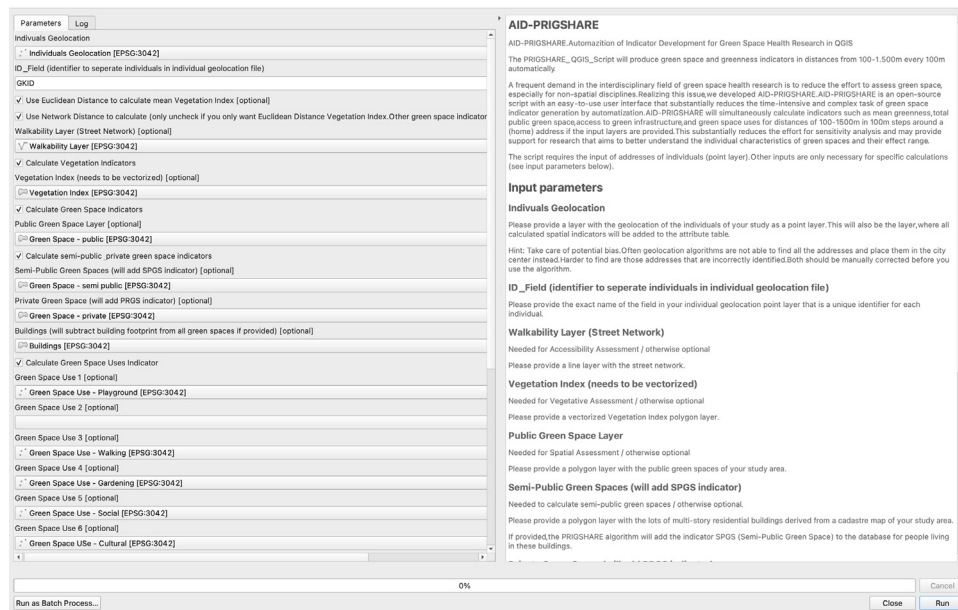 Parameters
Log
Indivuals Geolocation
Individuals Geolocation [EPSG:3042]
ID_Field (identifier to seperate individuals in individual geolocation file)
GKID
Use Euclidean Distance to calculate mean Vegetation Index [optional]
Use Network Distance to calculate (only uncheck if you only want Euclidean Distance Vegetation Index.Other green space indicator
Walkability Layer (Street Network) [optional]
Walkability Layer [EPSG:3042]
Calculate Vegetation Indicators
Vegetation Index (needs to be vectorized) [optional]
Vegetation Index [EPSG:3042]
Calculate Green Space Indicators
Public Green Space Layer [optional]
Green Space - public [EPSG:3042]
Calculate semi-public_private green space indicators
Semi-Public Green Spaces (will add SPGS indicator) [optional]
Green Space - semi public [EPSG:3042]
Private Green Space (will add PRGS indicator) [optional]
Green Space - private [EPSG:3042]
Buildings (will subtract building footprint from all green spaces if provided) [optional]
Buildings [EPSG:3042]
Calculate Green Space Uses Indicator
Green Space Use 1 [optional]
Green Space Use - Playground [EPSG:3042]
Green Space Use 2 [optional]
Green Space Use 3 [optional]
Green Space Use - Walking [EPSG:3042]
Green Space Use 4 [optional]
Green Space Use - Gardening [EPSG:3042]
Green Space Use 5 [optional]
Green Space Use - Social [EPSG:3042]
Green Space Use 6 [optional]
Green Space USe - Cultural [EPSG:3042]
AID-PRIGSHARE
AID-PRIGSHARE.Automazition of Indicator Development for Green Space Health Research in QGIS
The PRIGSHARE_QGIS_Script will produce green space and greenness indicators in distances from 100-1.500m every 100m
automatically.
A frequent demand in the interdisciplinary field of green space health research is to reduce the effort to assess green space,
especially for non-spatial disciplines.Realizing this issue,we developed AID-PRIGSHARE.AID-PRIGSHARE is an open-source
script with an easy-to-use user interface that substantially reduces the time-intensive and complex task of green space
indicator generation by automatization.AID-PRIGSHARE will simultaneously calculate indicators such as mean greenness,total
public green space,access to green infrastructure,and green space uses for distances of 100-1500m in 100m steps around a
(home) address if the input layers are provided.This substantially reduces the effort for sensitivity analysis and may provide
support for research that aims to better understand the individual characteristics of green spaces and their effect range.
The script requires the input of addresses of individuals (point layer).Other inputs are only necessary for specific calculations
(see input parameters below).
Input parameters
Indivuals Geolocation
Please provide a layer with the geolocation of the individuals of your study as a point layer.This will also be the layer,where all
calculated spatial indicators will be added to the attribute table.
Hint: Take care of potential bias.Often geolocation algorithms are not able to find all the addresses and place them in the city
center instead.Harder to find are those addresses that are incorrectly identified.Both should be manually corrected before you
use the algorithm.
ID_Field (identifier to seperate individuals in individual geolocation file)
Please provide the exact name of the field in your individual geolocation point layer that is a unique identifier for each
individual.
Walkability Layer (Street Network)
Needed for Accessibility Assessment / otherwise optional
Please provide a line layer with the street network.
Vegetation Index (needs to be vectorized)
Needed for Vegetative Assessment / otherwise optional
Please provide a vectorized Vegetation Index polygon layer.
Public Green Space Layer
Needed for Spatial Assessment / otherwise optional
Please provide a polygon layer with the public green spaces of your study area.
Semi-Public Green Spaces (will add SPGS indicator)
Needed to calculate semi-public green spaces / otherwise optional.
Please provide a polygon layer with the lots of multi-story residential buildings derived from a cadastre map of your study area.
If provided,the PRIGSHARE algorithm will add the indicator SPGS (Semi-Public Green Space) to the database for people living
in these buildings.
0%
Cancel
Run as Batch Process...
Close
Run